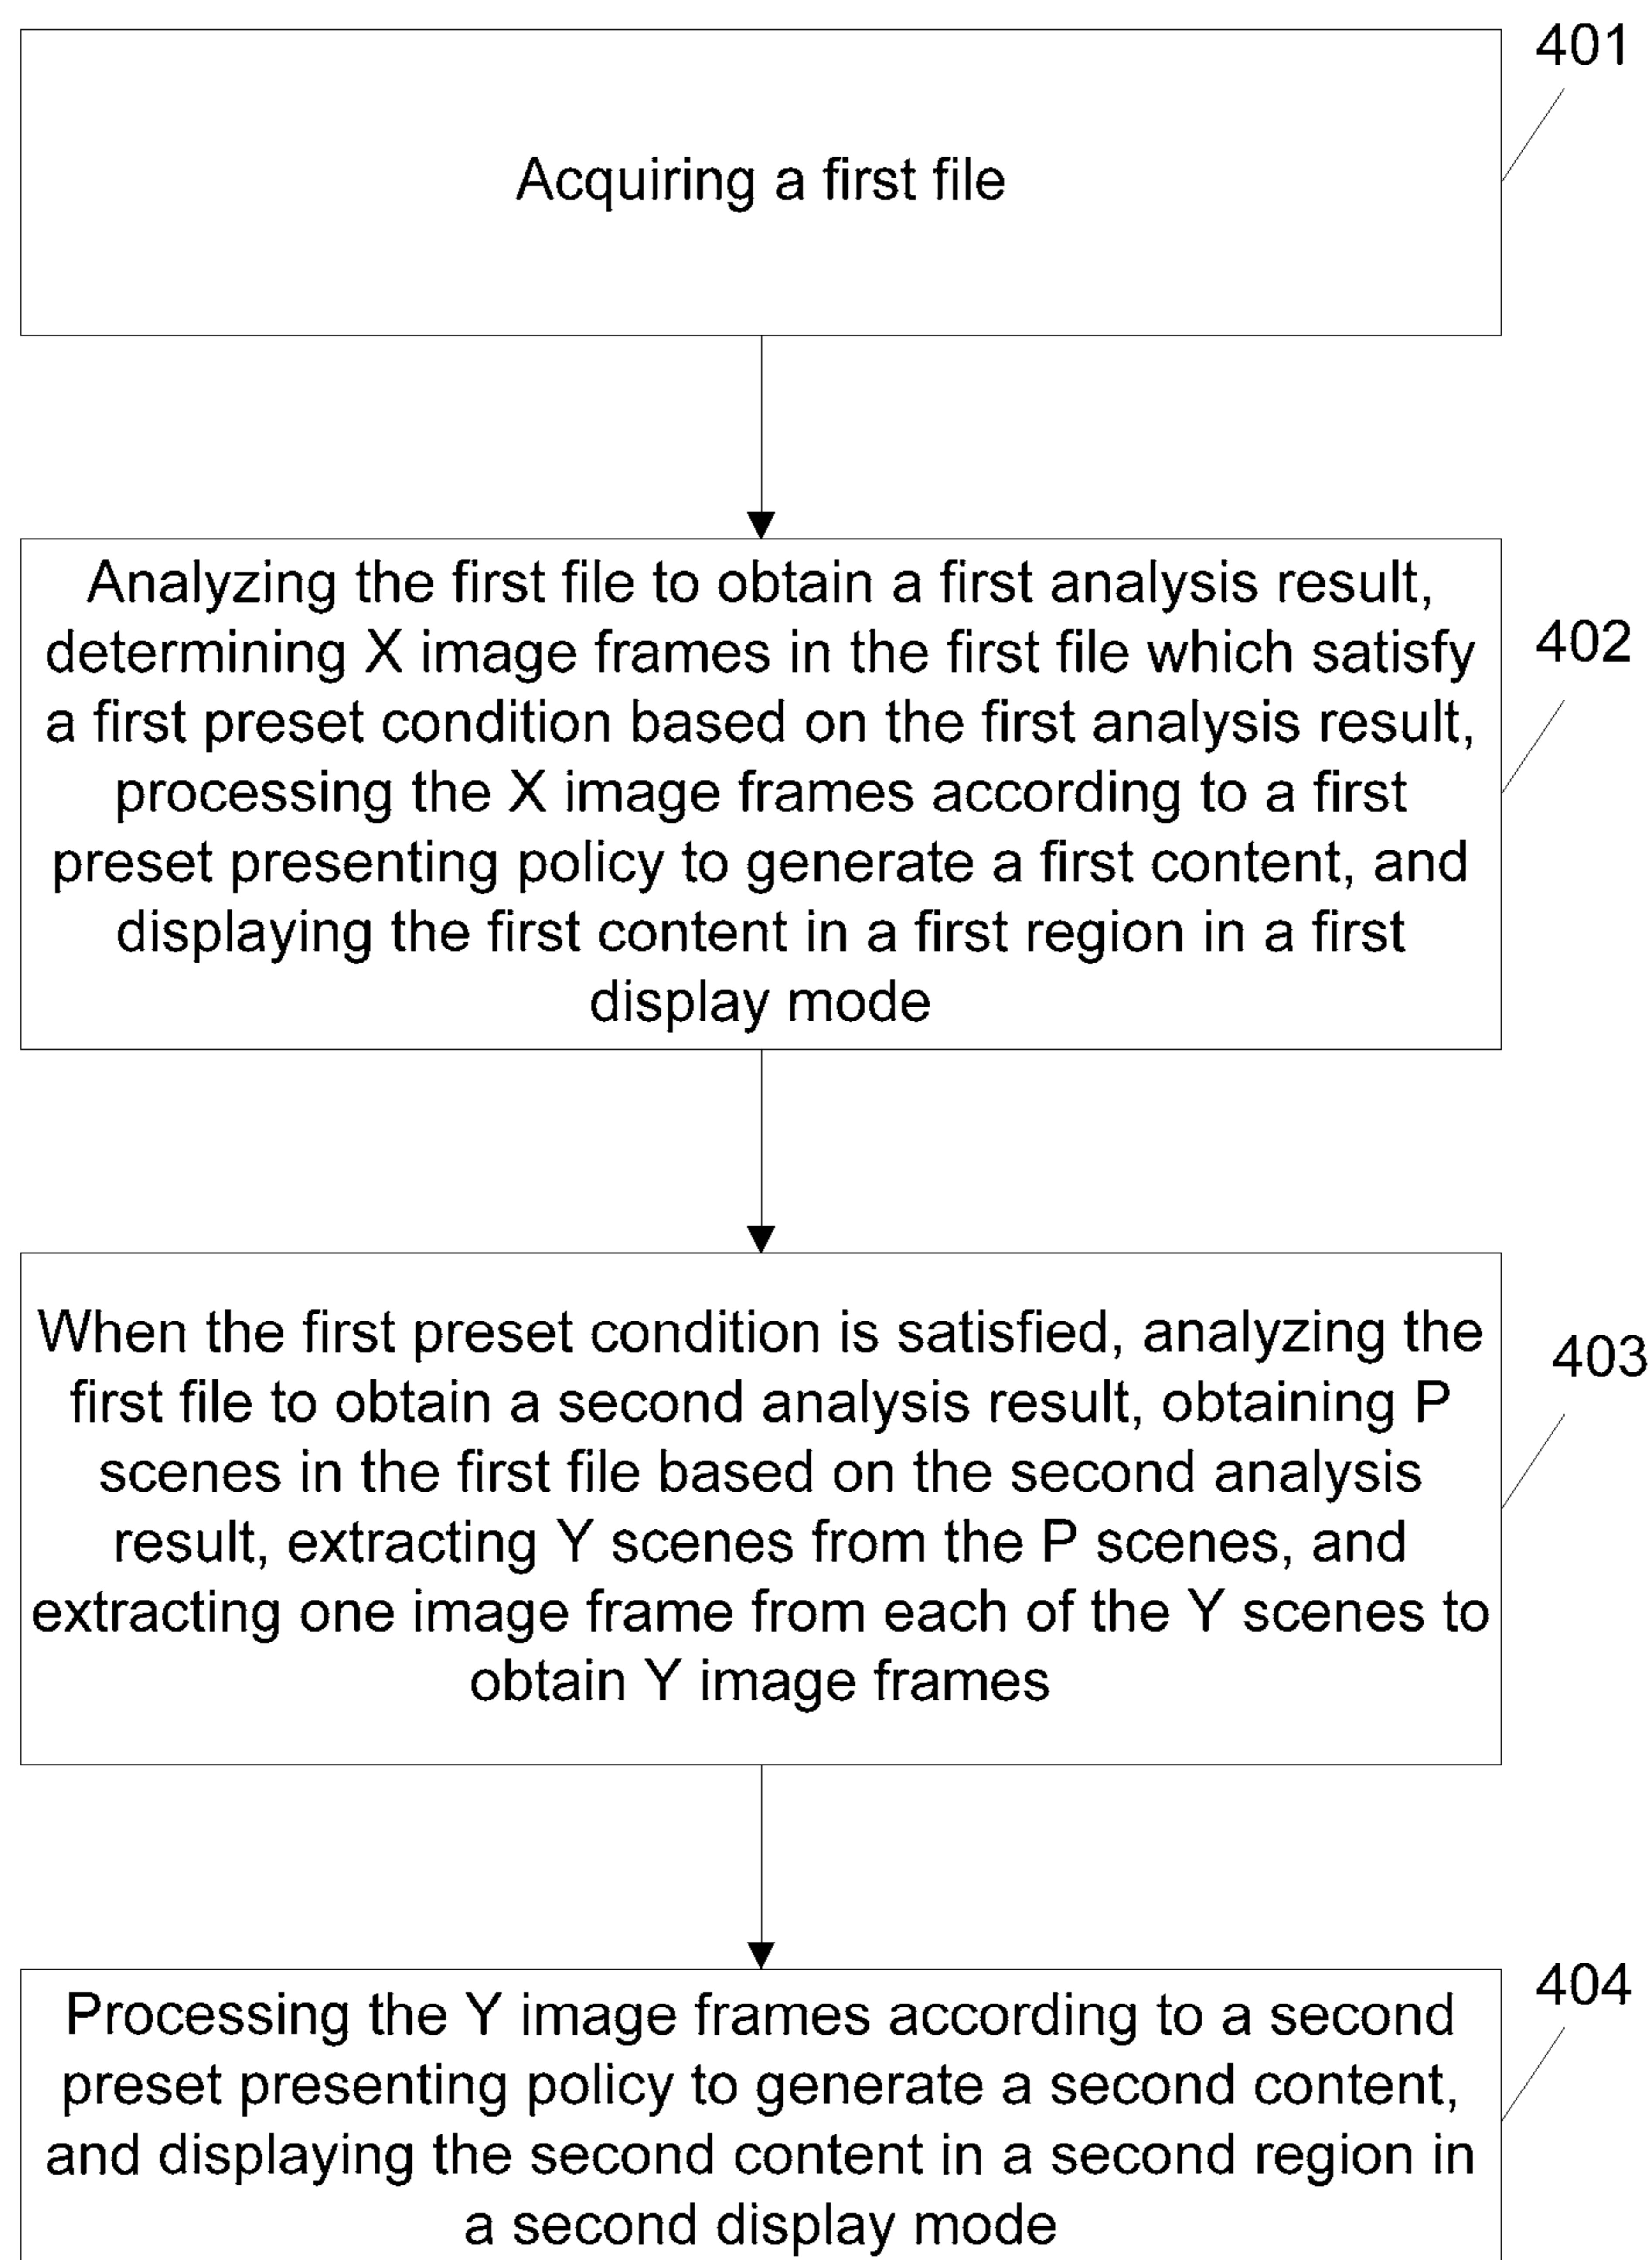 401
Acquiring a first file
Analyzing the first file to obtain a first analysis result,
determining X image frames in the first file which satisfy
a first preset condition based on the first analysis result,
processing the X image frames according to a first
preset presenting policy to generate a first content, and
displaying the first content in a first region in a first
display mode
402
When the first preset condition is satisfied, analyzing the
first file to obtain a second analysis result, obtaining P
scenes in the first file based on the second analysis
result, extracting Y scenes from the P scenes, and
extracting one image frame from each of the Y scenes to
obtain Y image frames
403
Processing the Y image frames according to a second
preset presenting policy to generate a second content,
and displaying the second content in a second region in
a second display mode
404